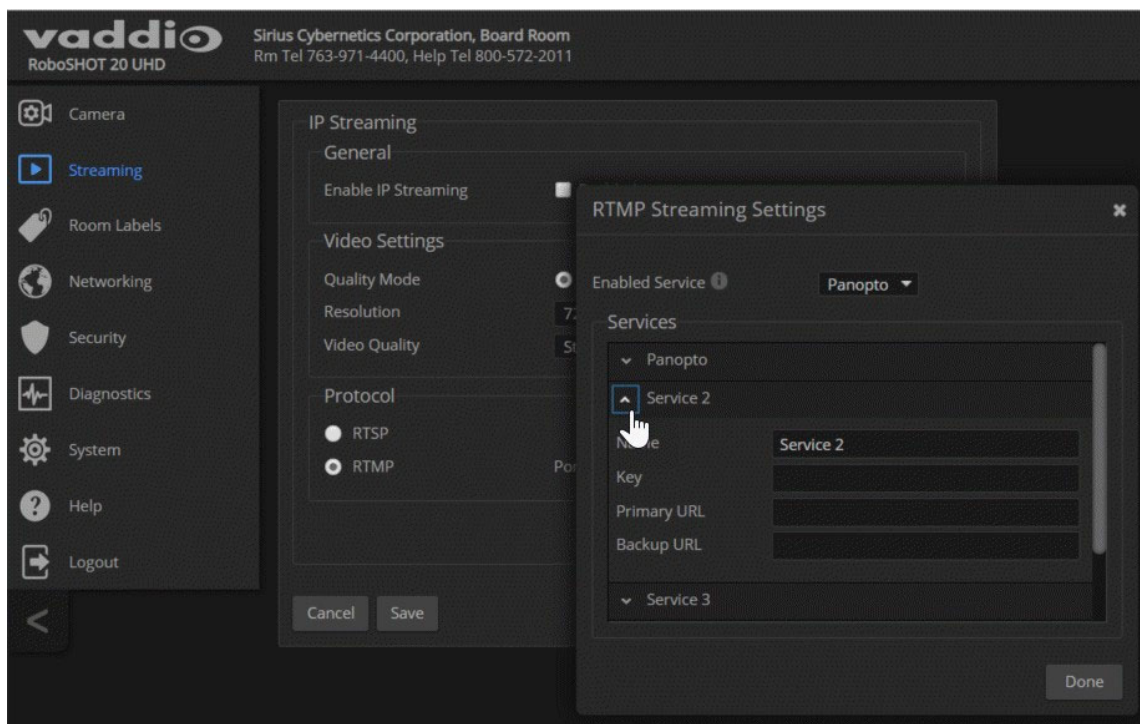 vaddio
RoboSHOT 20 UHD
Sirius Cybernetics Corporation, Board Room
Rm Tel 763-971-4400, Help Tel 800-572-2011
Camera
Streaming
Room Labels
Networking
Security
Diagnostics
System
Help
Logout
IP Streaming
General
Enable IP Streaming
Video Settings
Quality Mode
Resolution
Video Quality
Protocol
RTSP
RTMP
Cancel
Save
RTMP Streaming Settings
Enabled Service
Panopto
Services
Panopto
Service 2
Name Service 2
Key
Primary URL
Backup URL
Service 3
Done